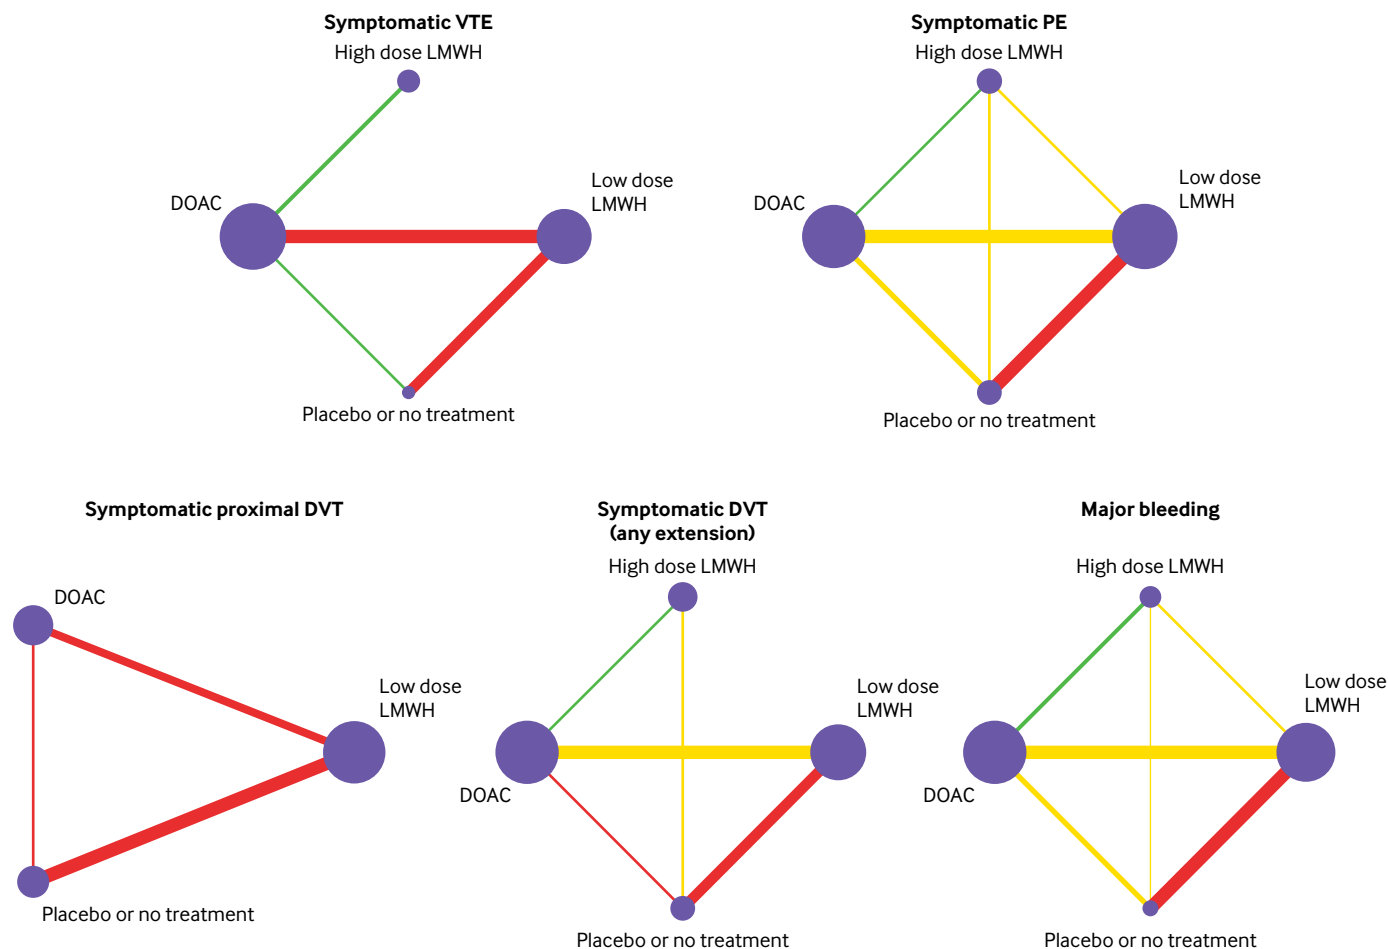 Symptomatic VTE
High dose LMWH
DOAC
Low dose
LMWH
Placebo or no treatment
Symptomatic PE
High dose LMWH
DOAC
Low dose
LMWH
Placebo or no treatment
Symptomatic proximal DVT
DOAC
Low dose
LMWH
Placebo or no treatment
Symptomatic DVT
(any extension)
High dose LMWH
Low dose
LMWH
DOAC
Placebo or no treatment
Major bleeding
High dose LMWH
Low dose
LMWH
DOAC
Placebo or no treatment